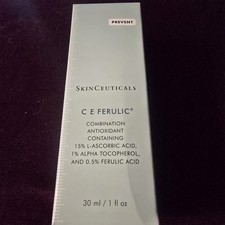 PREVENT
SKINCEUTICALS
C E FERULIC®
COMBINATION
ANTIOXIDANT
CONTAINING
15% L-ASCORBIC ACID,
1% ALPHA TOCOPHEROL,
AND 0.5% FERULIC ACID
30 ml / 1 fl oz